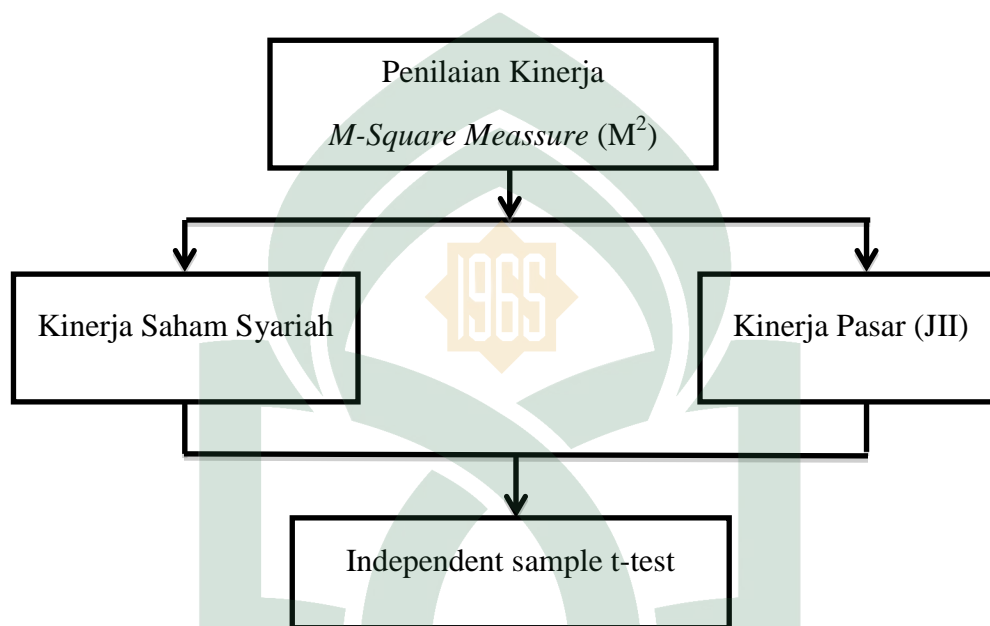 Penilaian Kinerja
M-Square Meassure (M²)
1965
Kinerja Saham Syariah
Kinerja Pasar (JII)
Independent sample t-test